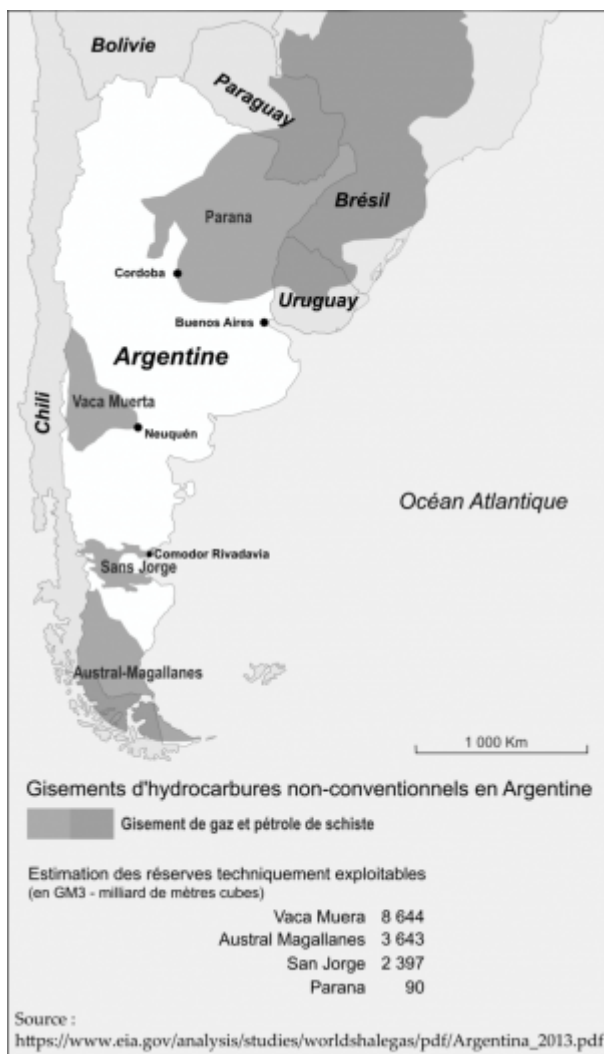 Bolivie
Paraguay
Parana
Brésil
Cordoba
Uruguay
Buenos Aires
Argentine
Chili
Vaca Muerta
Neuquén
Océan Atlantique
Comodor Rivadavia
Sans Jorge
Austral-Magallanes
1 000 Km
Gisements d'hydrocarbures non-conventionnels en Argentine
Gisement de gaz et pétrole de schiste
Estimation des réserves techniquement exploitables
(en GM3 - milliard de mètres cubes)
Vaca Muera 8 644
Austral Magallanes 3 643
San Jorge 2 397
Parana 90
Source :
https://www.eia.gov/analysis/studies/worldshalegas/pdf/Argentina_2013.pdf